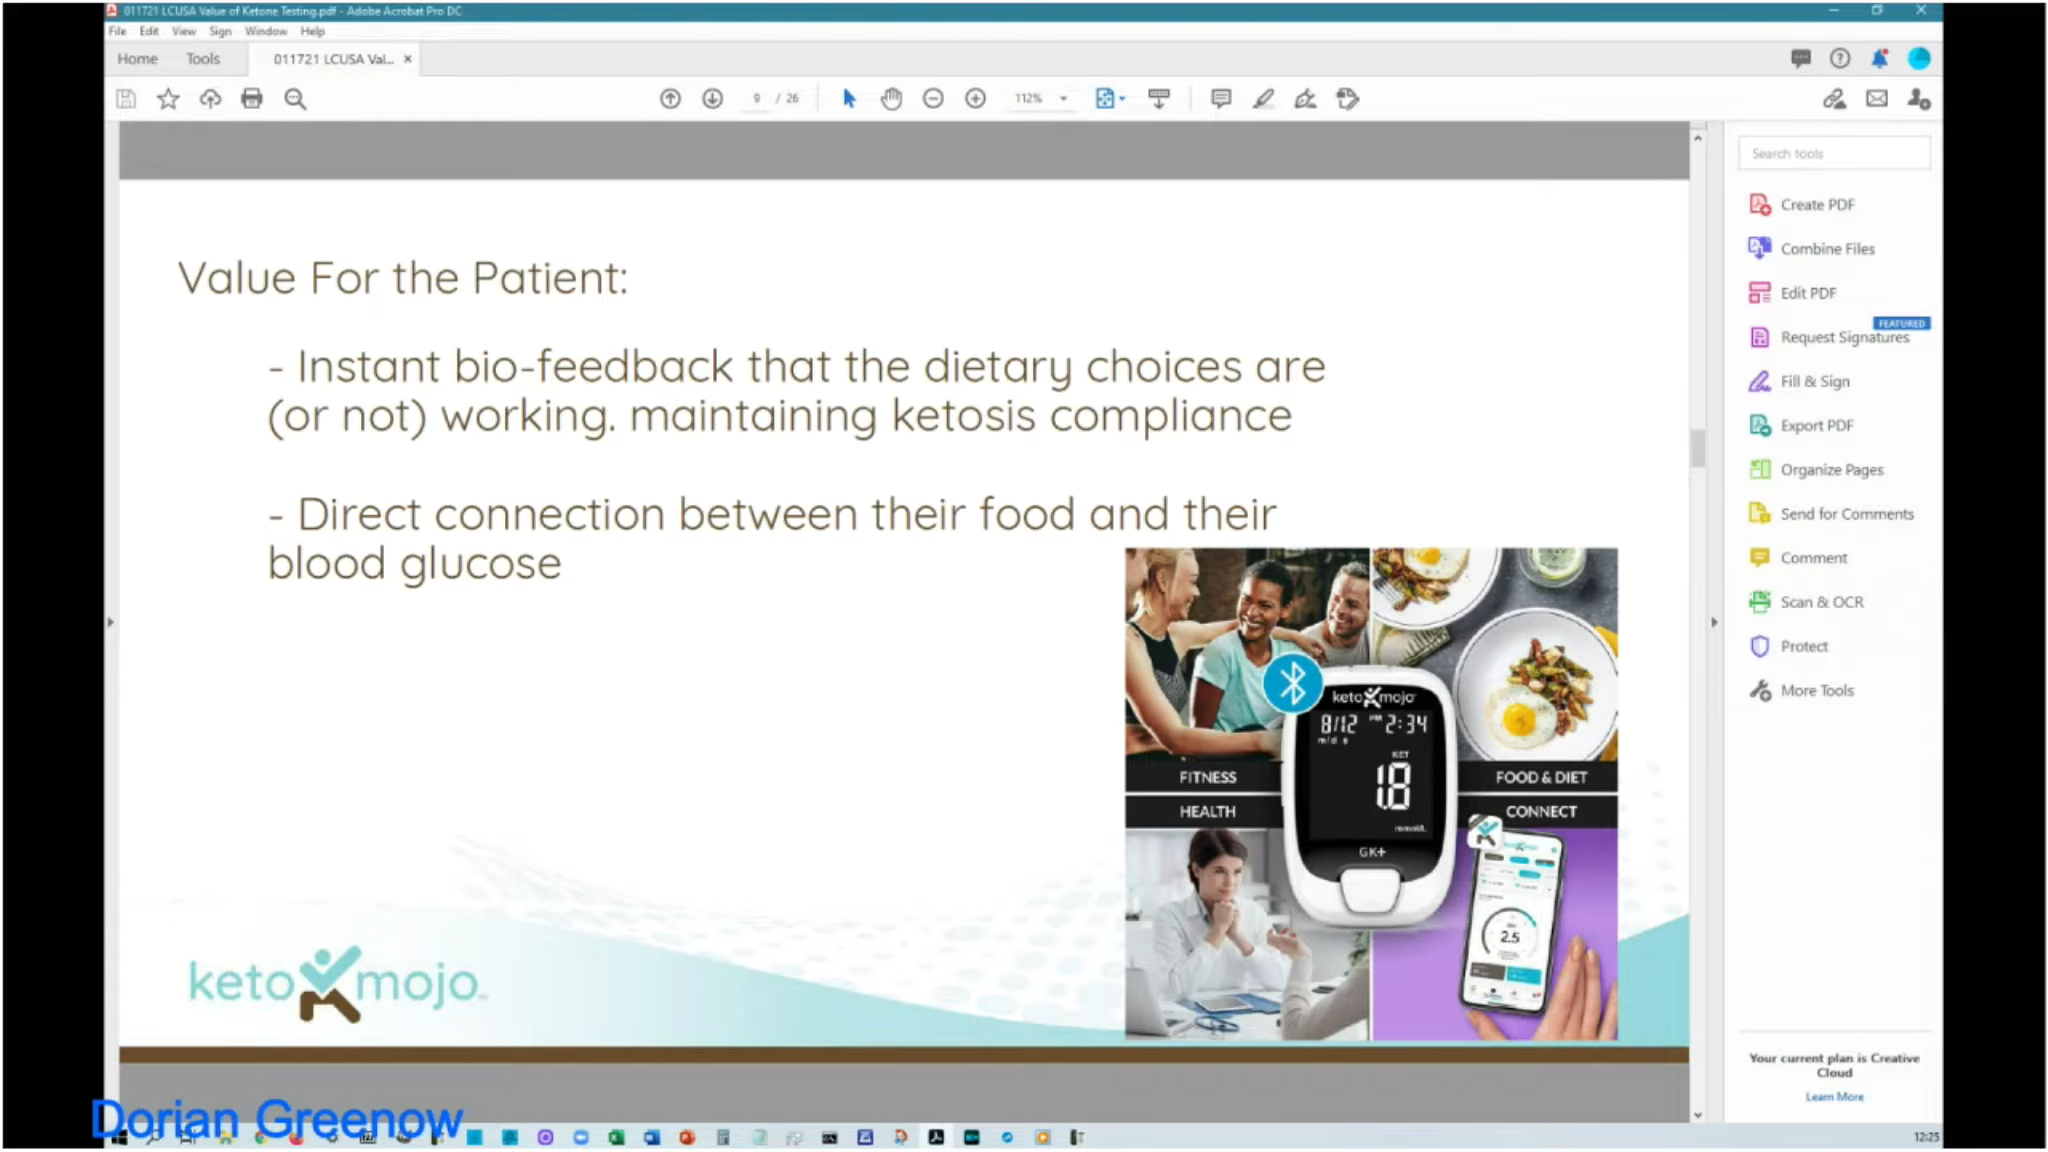 011721 LCUSA Value of Ketone Testing.pdf - Adobe Acrobat Pro DC
File Edit View Sign Window Help
Home Tools 011721 LCUSA Val... ×
9 / 26 112%
Search tools
Create PDF
Combine Files
Edit PDF
FEATURED
Request Signatures
Fill & Sign
Export PDF
Organize Pages
Send for Comments
Comment
Scan & OCR
Protect
More Tools
Your current plan is Creative
Cloud
Learn More
Value For the Patient:
- Instant bio-feedback that the dietary choices are
(or not) working. maintaining ketosis compliance
- Direct connection between their food and their
blood glucose
keto mojo
8/12 PM 2:34
m/d
KET
1.8
mmol/L
GK+
FITNESS
FOOD & DIET
HEALTH
CONNECT
2.5
keto mojo
Dorian Greenow
12:25